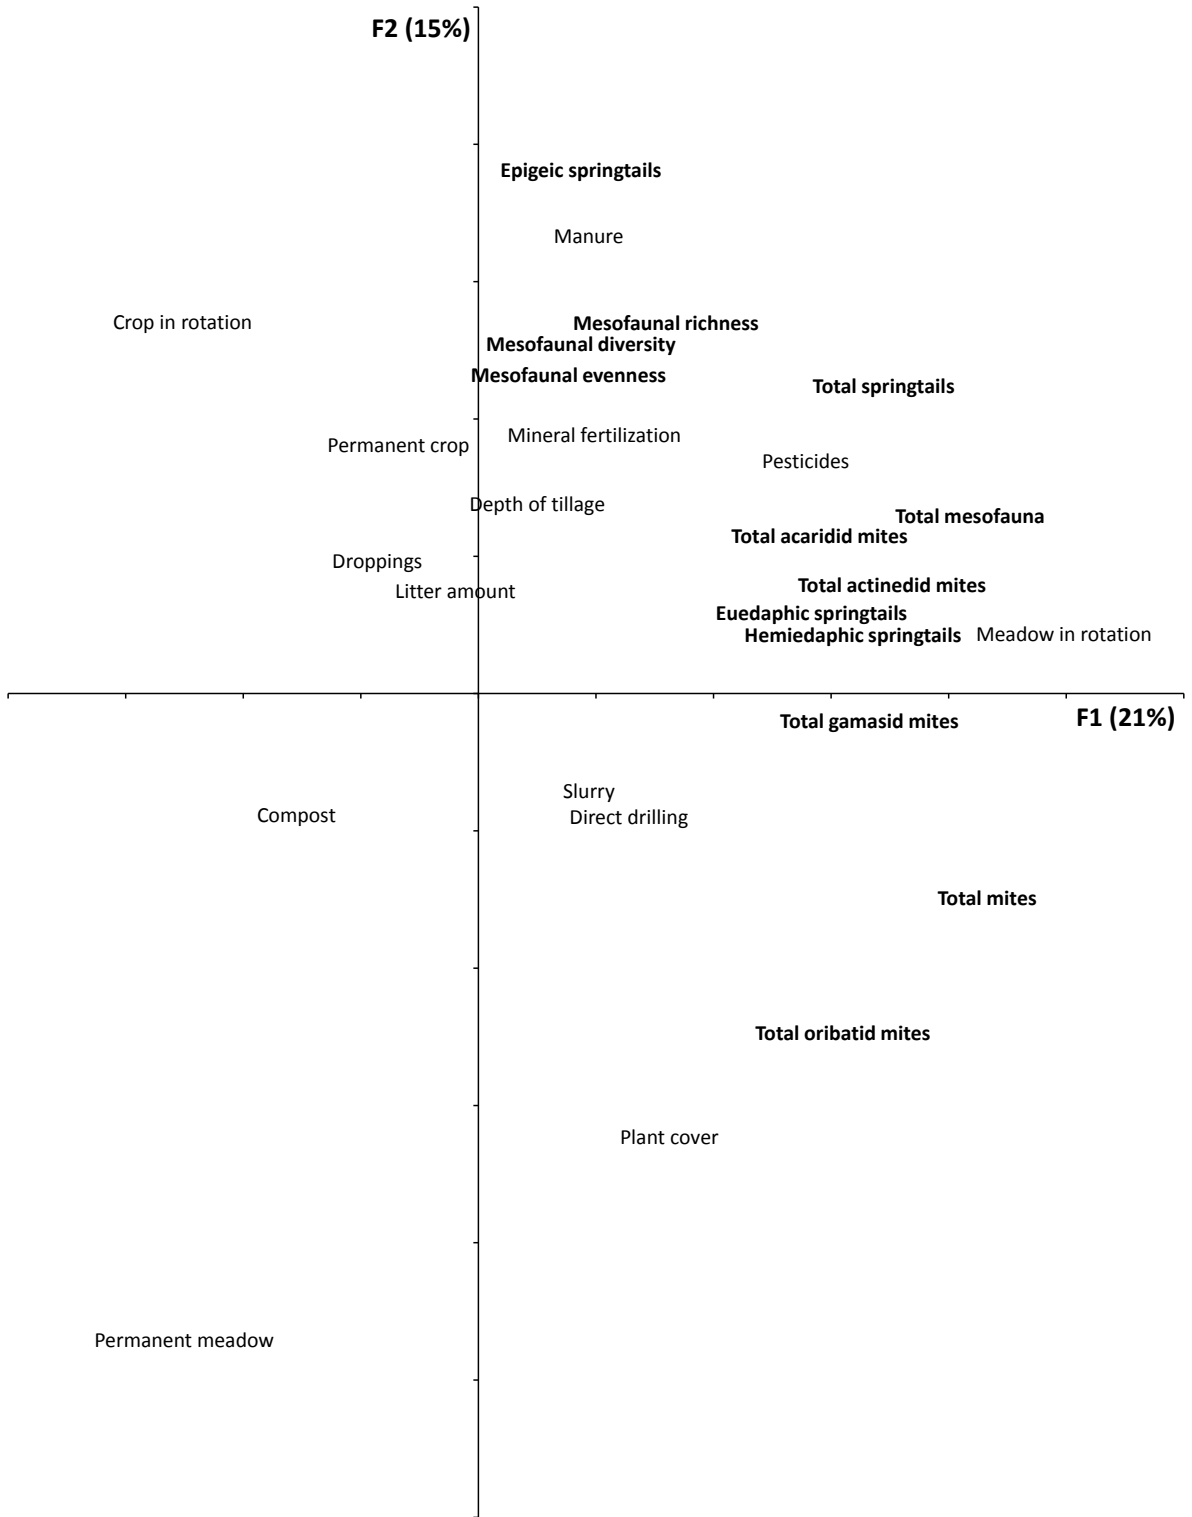 F2 (15%)
Epigeic springtails
Manure
Crop in rotation
Mesofaunal richness
Mesofaunal diversity
Mesofaunal evenness
Total springtails
Mineral fertilization
Permanent crop
Pesticides
Depth of tillage
Total mesofauna
Total acaridid mites
Droppings
Total actinedid mites
Litter amount
Euedaphic springtails
Hemiedaphic springtails
Meadow in rotation
Total gamasid mites
F1 (21%)
Slurry
Compost
Direct drilling
Total mites
Total oribatid mites
Plant cover
Permanent meadow